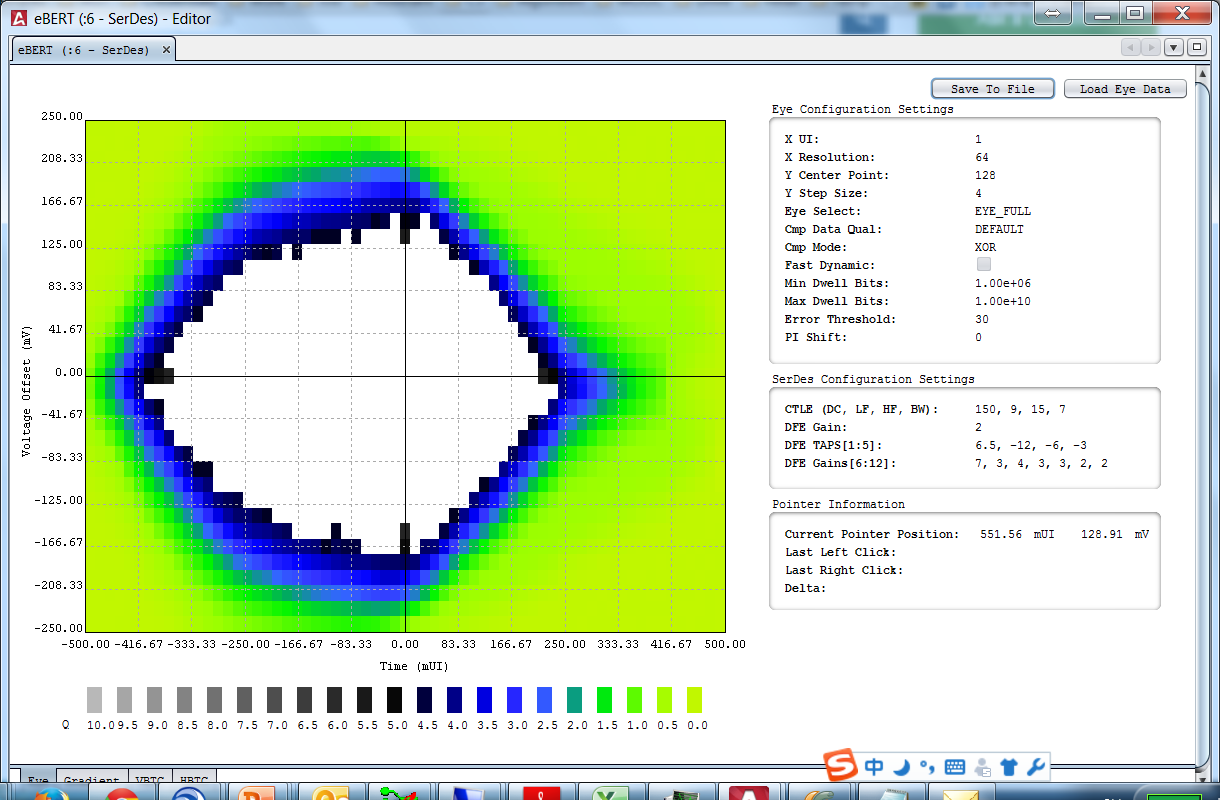 eBERT (:6 - SerDes) - Editor
eBERT (:6 - SerDes)
Save To File
Load Eye Data
Eye Configuration Settings
X UI: 1
X Resolution: 64
Y Center Point: 128
Y Step Size: 4
Eye Select: EYE_FULL
Cmp Data Qual: DEFAULT
Cmp Mode: XOR
Fast Dynamic:
Min Dwell Bits: 1.00e+06
Max Dwell Bits: 1.00e+10
Error Threshold: 30
PI Shift: 0
SerDes Configuration Settings
CTLE (DC, LF, HF, BW): 150, 9, 15, 7
DFE Gain: 2
DFE TAPS[1:5]: 6.5, -12, -6, -3
DFE Gains[6:12]: 7, 3, 4, 3, 3, 2, 2
Pointer Information
Current Pointer Position: 551.56 mUI 128.91 mV
Last Left Click:
Last Right Click:
Delta:
Voltage Offset (mV)
250.00
208.33
166.67
125.00
83.33
41.67
0.00
-41.67
-83.33
-125.00
-166.67
-208.33
-250.00
-500.00 -416.67 -333.33 -250.00 -166.67 -83.33 0.00 83.33 166.67 250.00 333.33 416.67 500.00
Time (mUI)
Q 10.0 9.5 9.0 8.5 8.0 7.5 7.0 6.5 6.0 5.5 5.0 4.5 4.0 3.5 3.0 2.5 2.0 1.5 1.0 0.5 0.0
Eye
Gradient
VBTC
HBTC
中